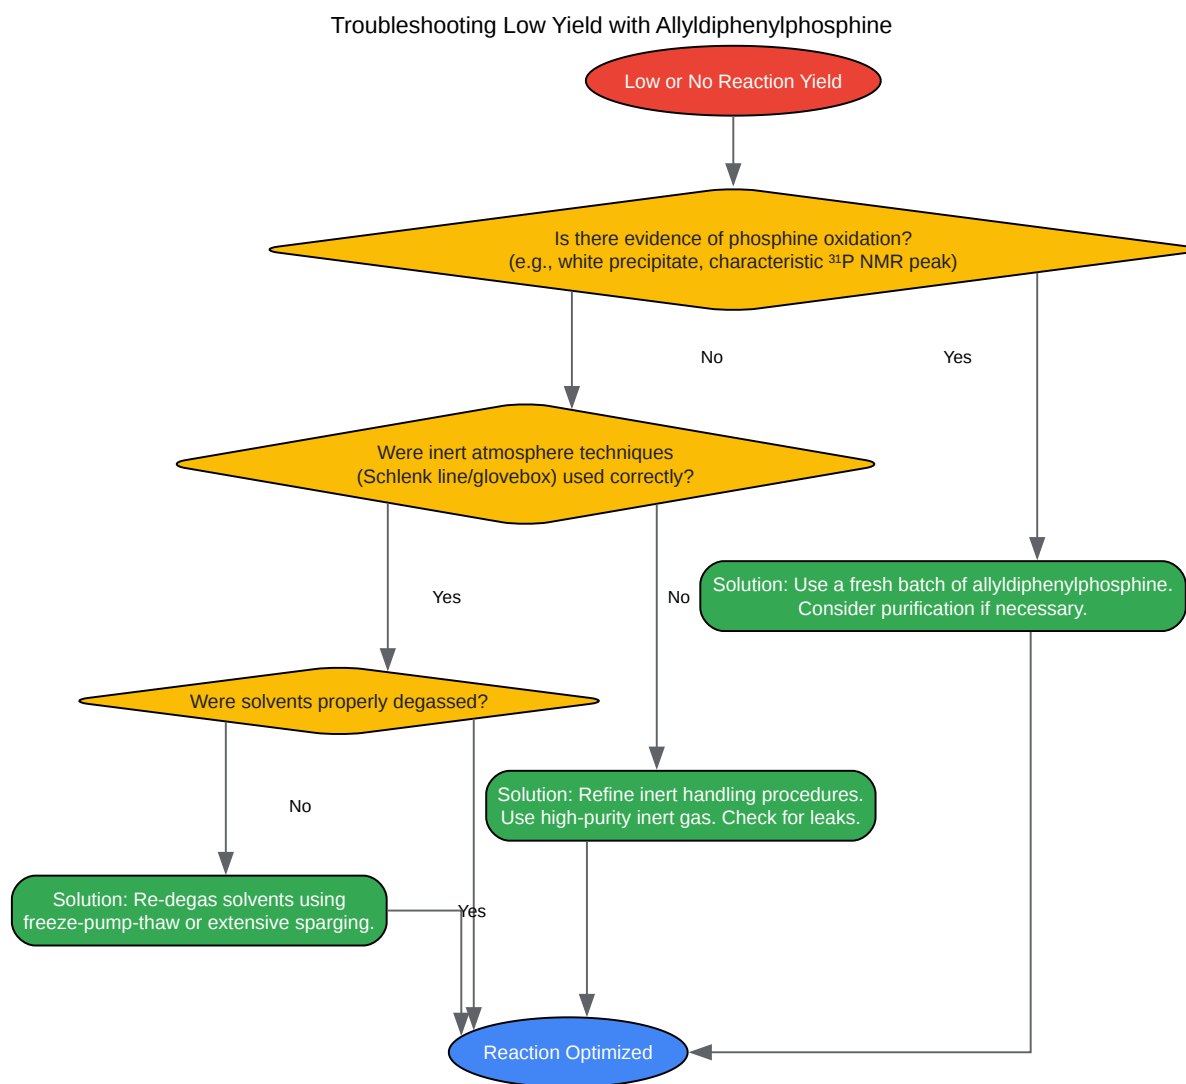 Troubleshooting Low Yield with Allyldiphenylphosphine
Low or No Reaction Yield
Is there evidence of phosphine oxidation?
(e.g., white precipitate, characteristic ³¹P NMR peak)
No
Yes
Were inert atmosphere techniques
(Schlenk line/glovebox) used correctly?
Yes
No
Solution: Use a fresh batch of allyldiphenylphosphine.
Consider purification if necessary.
Were solvents properly degassed?
No
Solution: Refine inert handling procedures.
Use high-purity inert gas. Check for leaks.
Solution: Re-degas solvents using
freeze-pump-thaw or extensive sparging.
Yes
Reaction Optimized